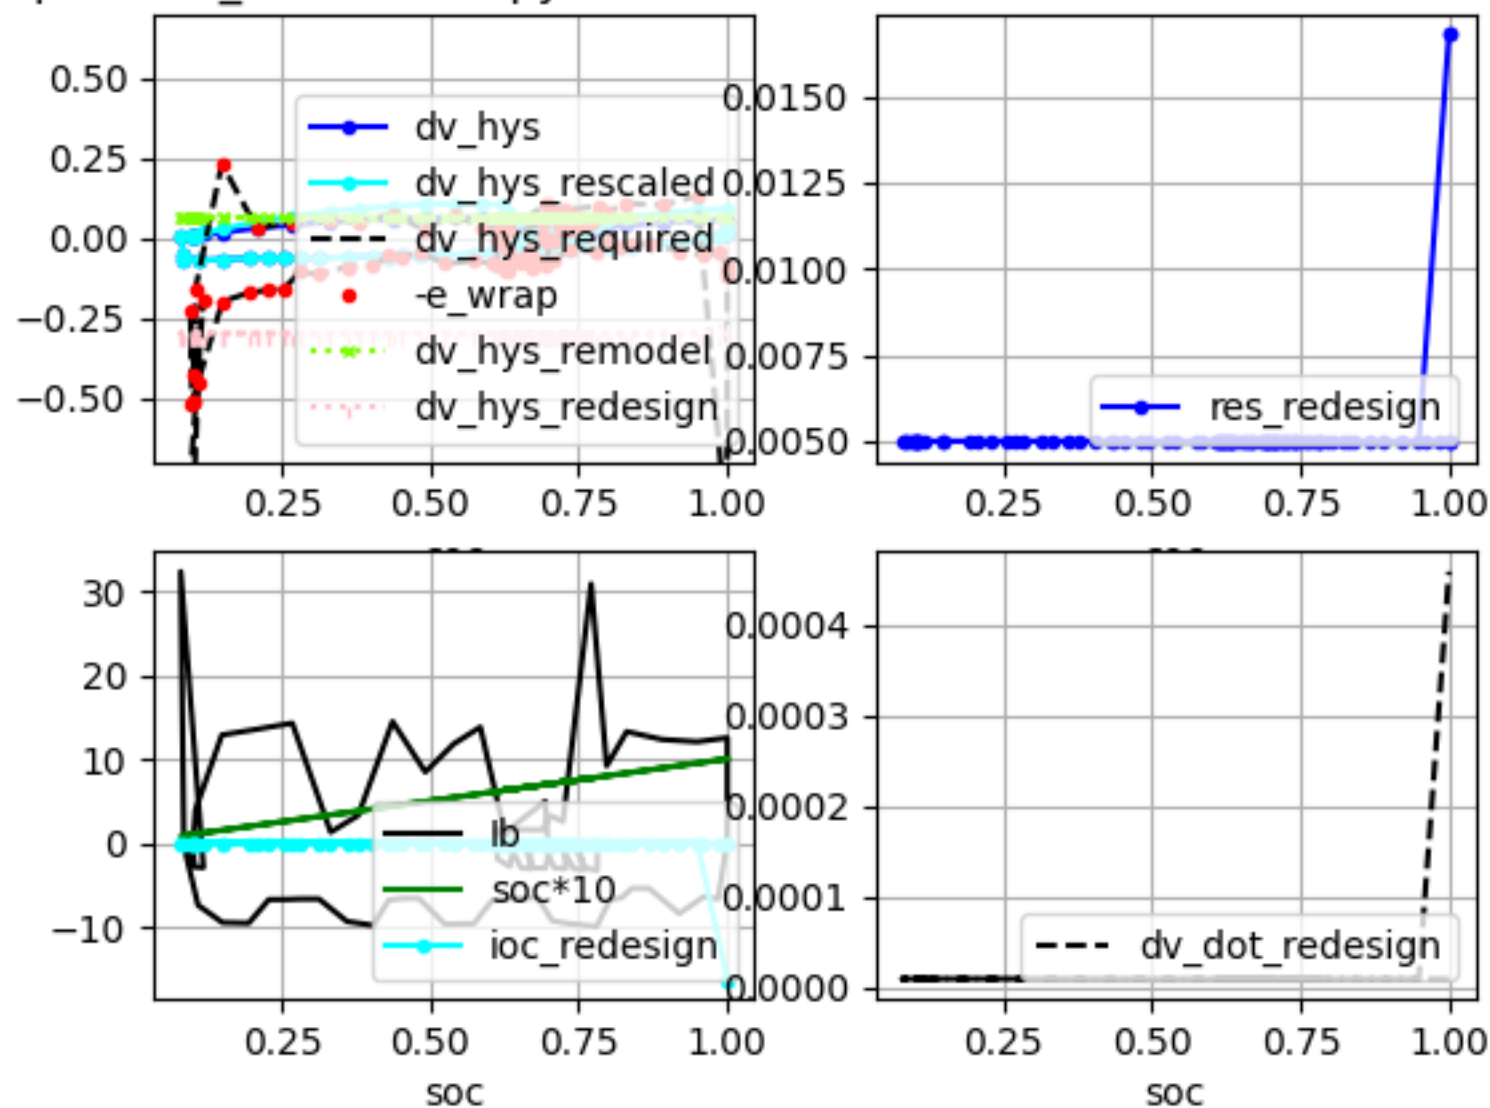 0.50
0.25
0.00
−0.25
−0.50
dv_hys
dv_hys_rescaled
dv_hys_required
-e_wrap
dv_hys_remodel
dv_hys_redesign
0.25 0.50 0.75 1.00
0.0150
0.0125
0.0100
0.0075
0.0050
res_redesign
0.25 0.50 0.75 1.00
30
20
10
0
−10
Ib
soc*10
ioc_redesign
0.25 0.50 0.75 1.00
soc
0.0004
0.0003
0.0002
0.0001
0.0000
dv_dot_redesign
0.25 0.50 0.75 1.00
soc